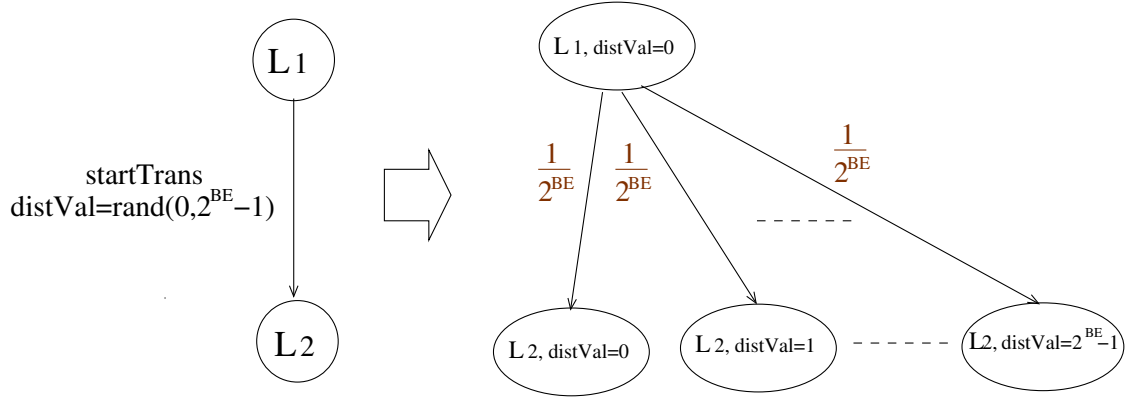 L1
startTrans
distVal=rand(0,2^BE−1)
L2
L1, distVal=0
1/2^BE
1/2^BE
1/2^BE
L2, distVal=0
L2, distVal=1
L2, distVal=2^BE−1